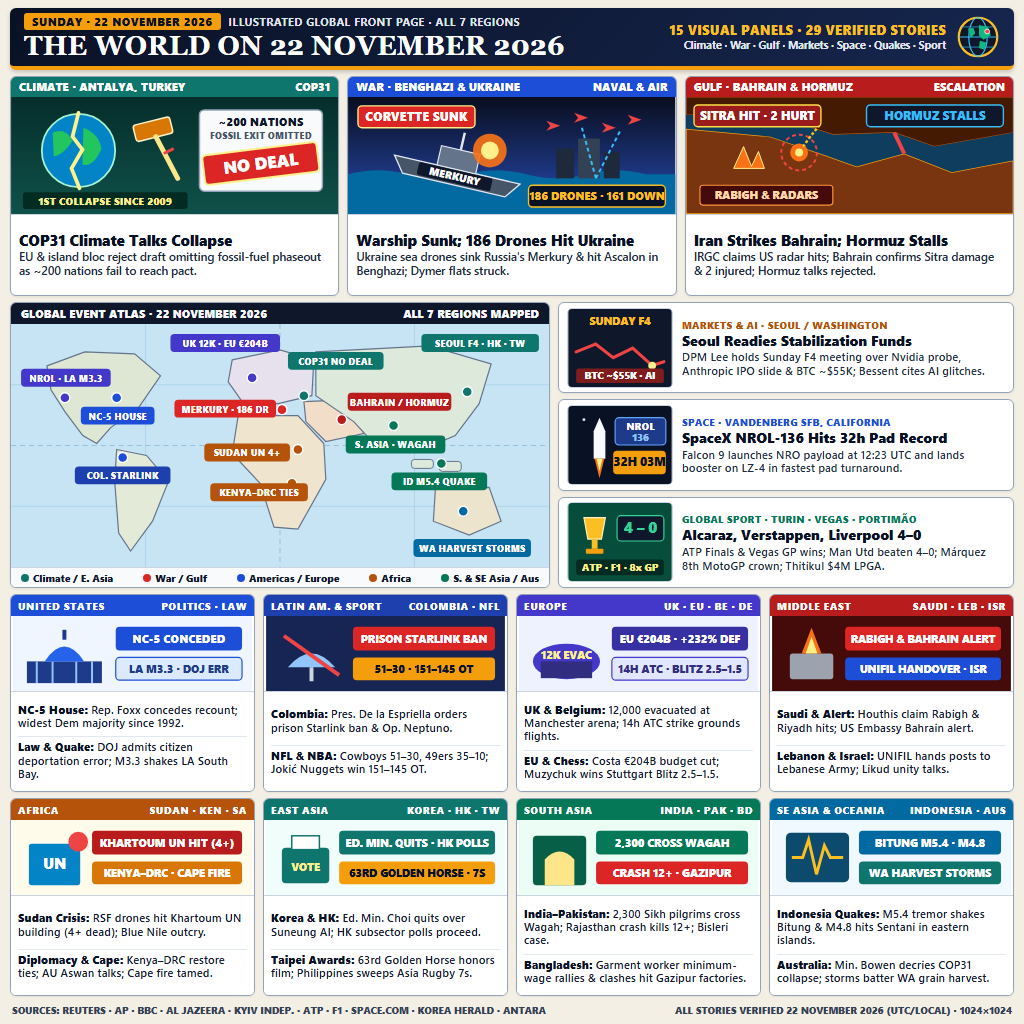 SUNDAY · 22 NOVEMBER 2026
ILLUSTRATED GLOBAL FRONT PAGE · ALL 7 REGIONS
THE WORLD ON 22 NOVEMBER 2026
15 VISUAL PANELS · 29 VERIFIED STORIES
Climate · War · Gulf · Markets · Space · Quakes · Sport
CLIMATE · ANTALYA, TURKEY
COP31
~200 NATIONS
FOSSIL EXIT OMITTED
NO DEAL
1ST COLLAPSE SINCE 2009
COP31 Climate Talks Collapse
EU & island bloc reject draft omitting fossil-fuel phaseout
as ~200 nations fail to reach pact.
WAR · BENGHAZI & UKRAINE
NAVAL & AIR
CORVETTE SUNK
MERKURY
186 DRONES · 161 DOWN
Warship Sunk; 186 Drones Hit Ukraine
Ukraine sea drones sink Russia's Merkury & hit Ascalon in
Benghazi; Dymer flats struck.
GULF · BAHRAIN & HORMUZ
ESCALATION
SITRA HIT · 2 HURT
HORMUZ STALLS
RABIGH & RADARS
Iran Strikes Bahrain; Hormuz Stalls
IRGC claims US radar hits; Bahrain confirms Sitra damage
& 2 injured; Hormuz talks rejected.
GLOBAL EVENT ATLAS · 22 NOVEMBER 2026
ALL 7 REGIONS MAPPED
UK 12K · EU €204B
SEOUL F4 · HK · TW
COP31 NO DEAL
NROL · LA M3.3
NC-5 HOUSE
MERKURY · 186 DR
BAHRAIN / HORMUZ
S. ASIA · WAGAH
SUDAN UN 4+
COL. STARLINK
ID M5.4 QUAKE
KENYA–DRC TIES
WA HARVEST STORMS
Climate / E. Asia
War / Gulf
Americas / Europe
Africa
S. & SE Asia / Aus
SUNDAY F4
BTC ~$55K · AI
MARKETS & AI · SEOUL / WASHINGTON
Seoul Readies Stabilization Funds
DPM Lee holds Sunday F4 meeting over Nvidia probe,
Anthropic IPO slide & BTC ~$55K; Bessent cites AI glitches.
NROL
136
32H 03M
SPACE · VANDENBERG SFB, CALIFORNIA
SpaceX NROL-136 Hits 32h Pad Record
Falcon 9 launches NRO payload at 12:23 UTC and lands
booster on LZ-4 in fastest pad turnaround.
4 – 0
ATP · F1 · 8x GP
GLOBAL SPORT · TURIN · VEGAS · PORTIMÃO
Alcaraz, Verstappen, Liverpool 4–0
ATP Finals & Vegas GP wins; Man Utd beaten 4–0; Márquez
8th MotoGP crown; Thitikul $4M LPGA.
UNITED STATES
POLITICS · LAW
NC-5 CONCEDED
LA M3.3 · DOJ ERR
NC-5 House: Rep. Foxx concedes recount;
widest Dem majority since 1992.
Law & Quake: DOJ admits citizen
deportation error; M3.3 shakes LA South
Bay.
LATIN AM. & SPORT
COLOMBIA · NFL
PRISON STARLINK BAN
51–30 · 151–145 OT
Colombia: Pres. De la Espriella orders
prison Starlink ban & Op. Neptuno.
NFL & NBA: Cowboys 51–30, 49ers 35–10;
Jokić Nuggets win 151–145 OT.
EUROPE
UK · EU · BE · DE
12K EVAC
EU €204B · +232% DEF
14H ATC · BLITZ 2.5–1.5
UK & Belgium: 12,000 evacuated at
Manchester arena; 14h ATC strike grounds
flights.
EU & Chess: Costa €204B budget cut;
Muzychuk wins Stuttgart Blitz 2.5–1.5.
MIDDLE EAST
SAUDI · LEB · ISR
RABIGH & BAHRAIN ALERT
UNIFIL HANDOVER · ISR
Saudi & Alert: Houthis claim Rabigh &
Riyadh hits; US Embassy Bahrain alert.
Lebanon & Israel: UNIFIL hands posts to
Lebanese Army; Likud unity talks.
AFRICA
SUDAN · KEN · SA
UN
KHARTOUM UN HIT (4+)
KENYA–DRC · CAPE FIRE
Sudan Crisis: RSF drones hit Khartoum UN
building (4+ dead); Blue Nile outcry.
Diplomacy & Cape: Kenya–DRC restore
ties; AU Aswan talks; Cape fire tamed.
EAST ASIA
KOREA · HK · TW
VOTE
ED. MIN. QUITS · HK POLLS
63RD GOLDEN HORSE · 7S
Korea & HK: Ed. Min. Choi quits over
Suneung AI; HK subsector polls proceed.
Taipei Awards: 63rd Golden Horse honors
film; Philippines sweeps Asia Rugby 7s.
SOUTH ASIA
INDIA · PAK · BD
2,300 CROSS WAGAH
CRASH 12+ · GAZIPUR
India–Pakistan: 2,300 Sikh pilgrims cross
Wagah; Rajasthan crash kills 12+; Bisleri
case.
Bangladesh: Garment worker minimum-
wage rallies & clashes hit Gazipur factories.
SE ASIA & OCEANIA
INDONESIA · AUS
BITUNG M5.4 · M4.8
WA HARVEST STORMS
Indonesia Quakes: M5.4 tremor shakes
Bitung & M4.8 hits Sentani in eastern
islands.
Australia: Min. Bowen decries COP31
collapse; storms batter WA grain harvest.
SOURCES: REUTERS · AP · BBC · AL JAZEERA · KYIV INDEP. · ATP · F1 · SPACE.COM · KOREA HERALD · ANTARA
ALL STORIES VERIFIED 22 NOVEMBER 2026 (UTC/LOCAL) · 1024×1024